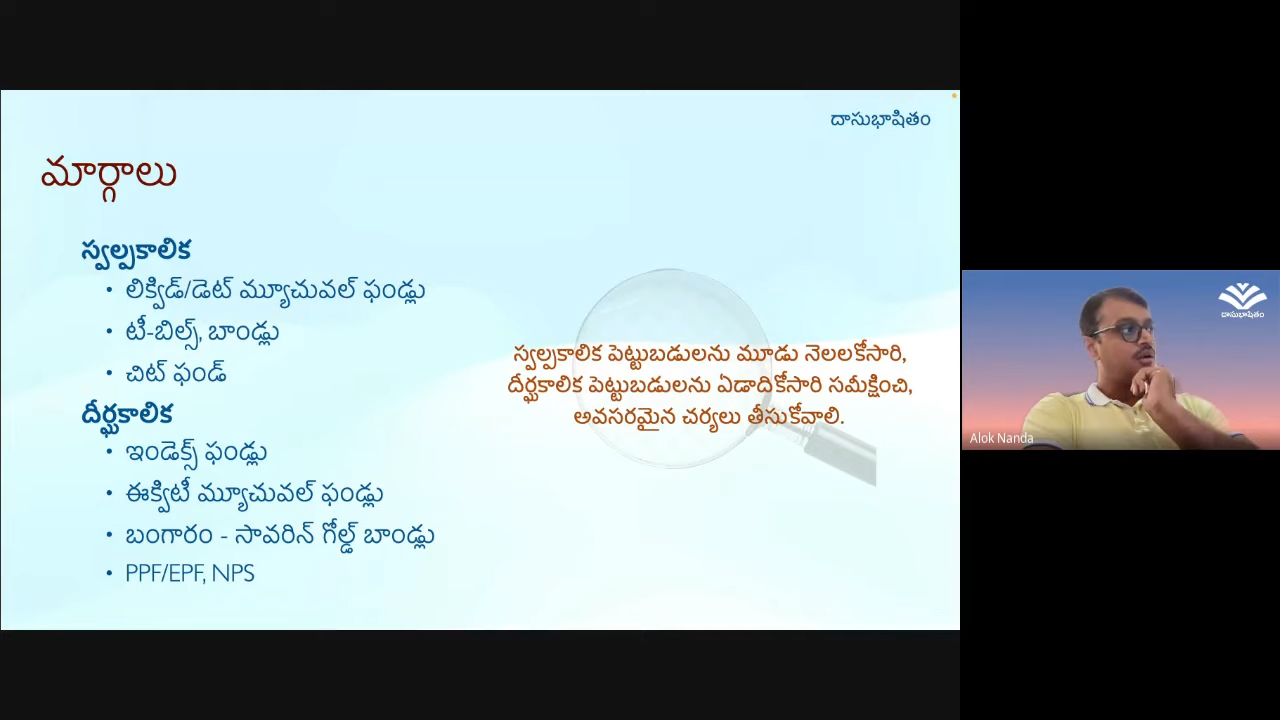 దాసుభాషితం
మార్గాలు
స్వల్పకాలిక
• లిక్విడ్/డెట్ మ్యూచువల్ ఫండ్లు
• టీ-బిల్స్, బాండ్లు
• చిట్ ఫండ్
దీర్ఘకాలిక
• ఇండెక్స్ ఫండ్లు
• ఈక్విటీ మ్యూచువల్ ఫండ్లు
• బంగారం - సావరిన్ గోల్డ్ బాండ్లు
• PPF/EPF, NPS
స్వల్పకాలిక పెట్టుబడులను మూడు నెలలకోసారి,
దీర్ఘకాలిక పెట్టుబడులను ఏడాదికోసారి సమీక్షించి,
అవసరమైన చర్యలు తీసుకోవాలి.
దాసుభాషితం
Alok Nanda